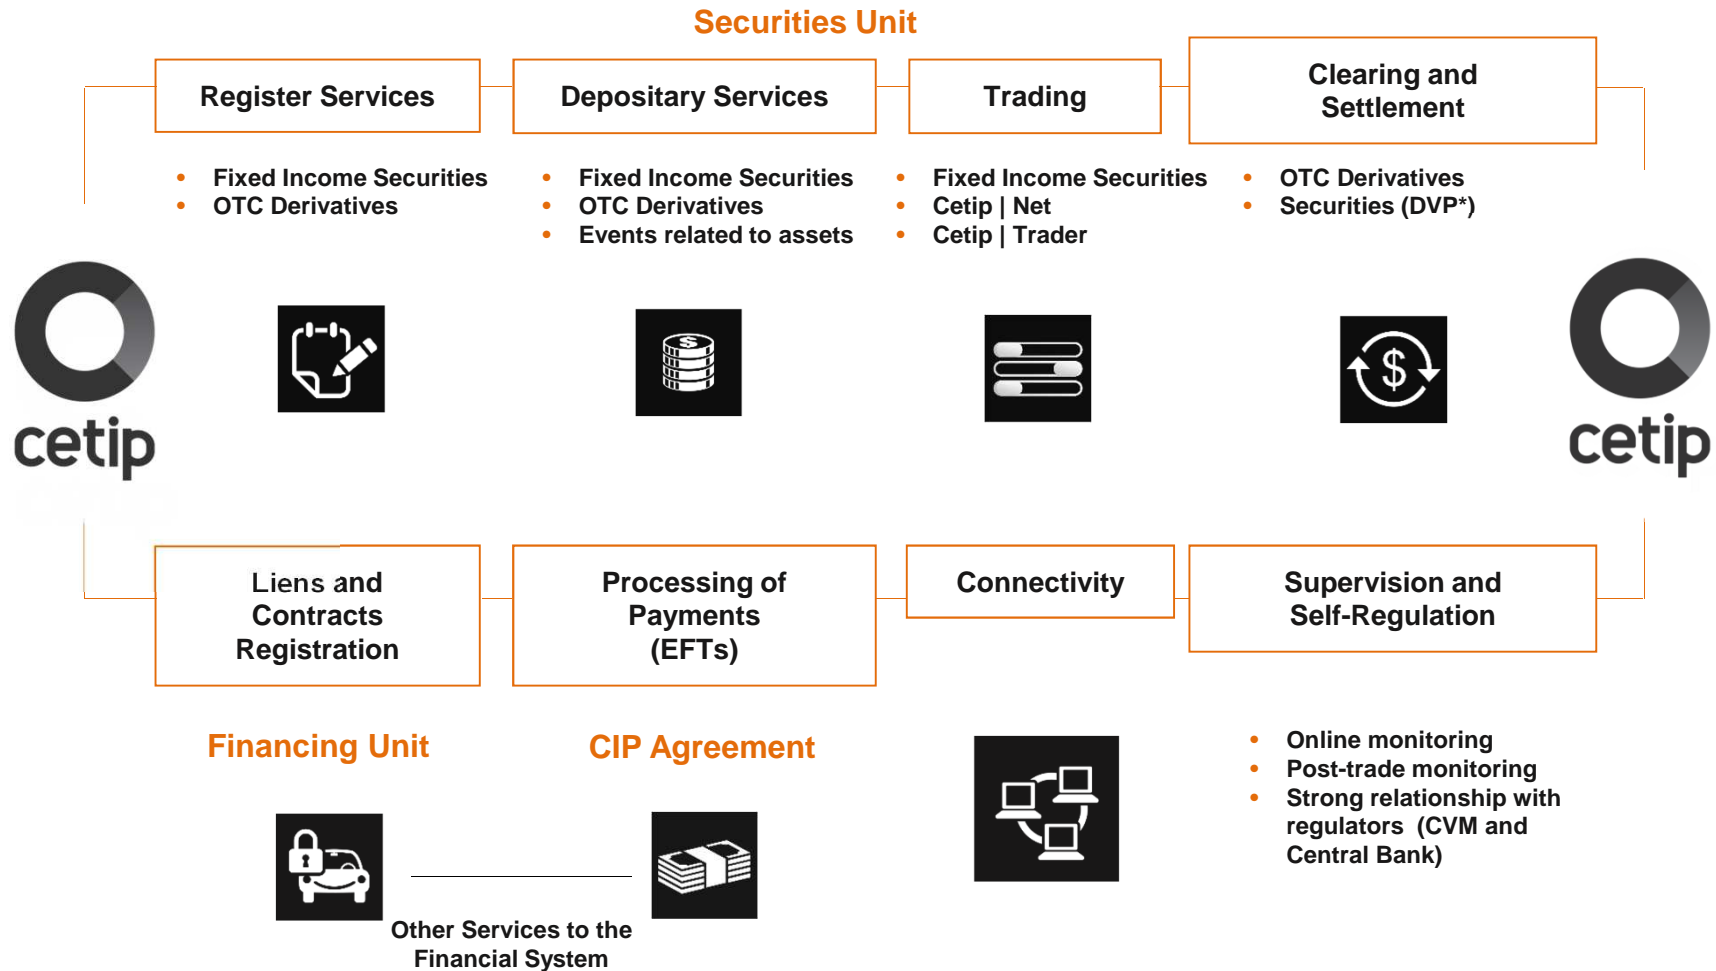 Securities Unit
Register Services
Depositary Services
Trading
Clearing and
Settlement
• Fixed Income Securities
• OTC Derivatives
• Fixed Income Securities
• OTC Derivatives
• Events related to assets
• Fixed Income Securities
• Cetip | Net
• Cetip | Trader
• OTC Derivatives
• Securities (DVP*)
cetip
$
$
cetip
Liens and
Contracts
Registration
Processing of
Payments
(EFTs)
Connectivity
Supervision and
Self-Regulation
Financing Unit
CIP Agreement
• Online monitoring
• Post-trade monitoring
• Strong relationship with
regulators (CVM and
Central Bank)
Other Services to the
Financial System